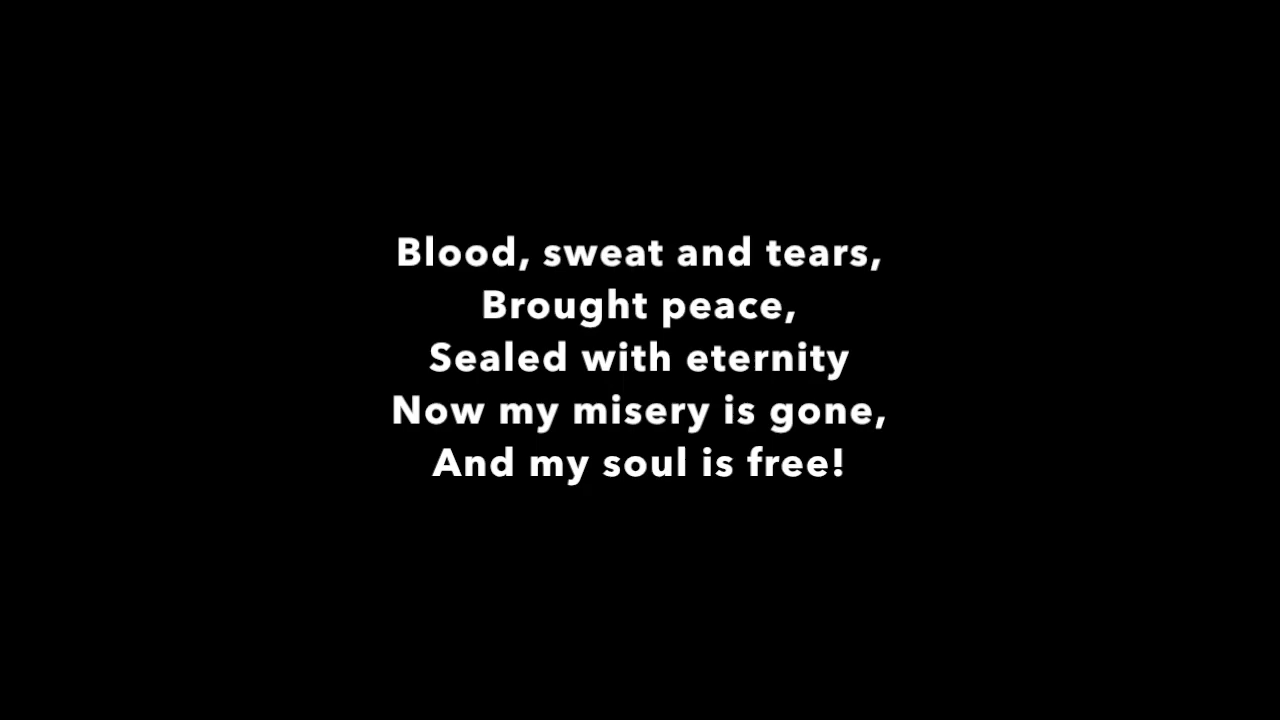 Blood, sweat and tears,
Brought peace,
Sealed with eternity
Now my misery is gone,
And my soul is free!